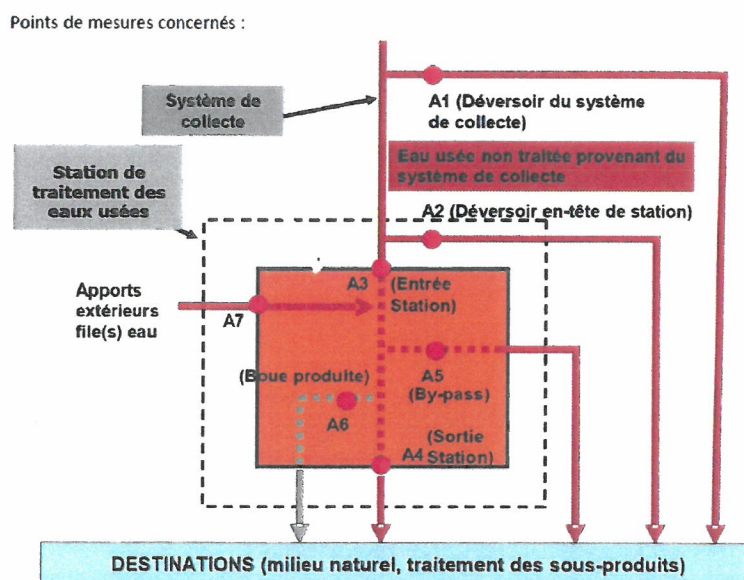 Points de mesures concernés :
Système de
collecte
A1 (Déversoir du système
de collecte)
Station de
traitement des
eaux usées
Eau usée non traitée provenant du
système de collecte
A2 (Déversoir en-tête de station)
Apports
extérieurs
file(s) eau
A7
A3 (Entrée
Station)
(Boue produite)
A6
A5
(By-pass)
(Sortie
A4 Station)
DESTINATIONS (milieu naturel, traitement des sous-produits)